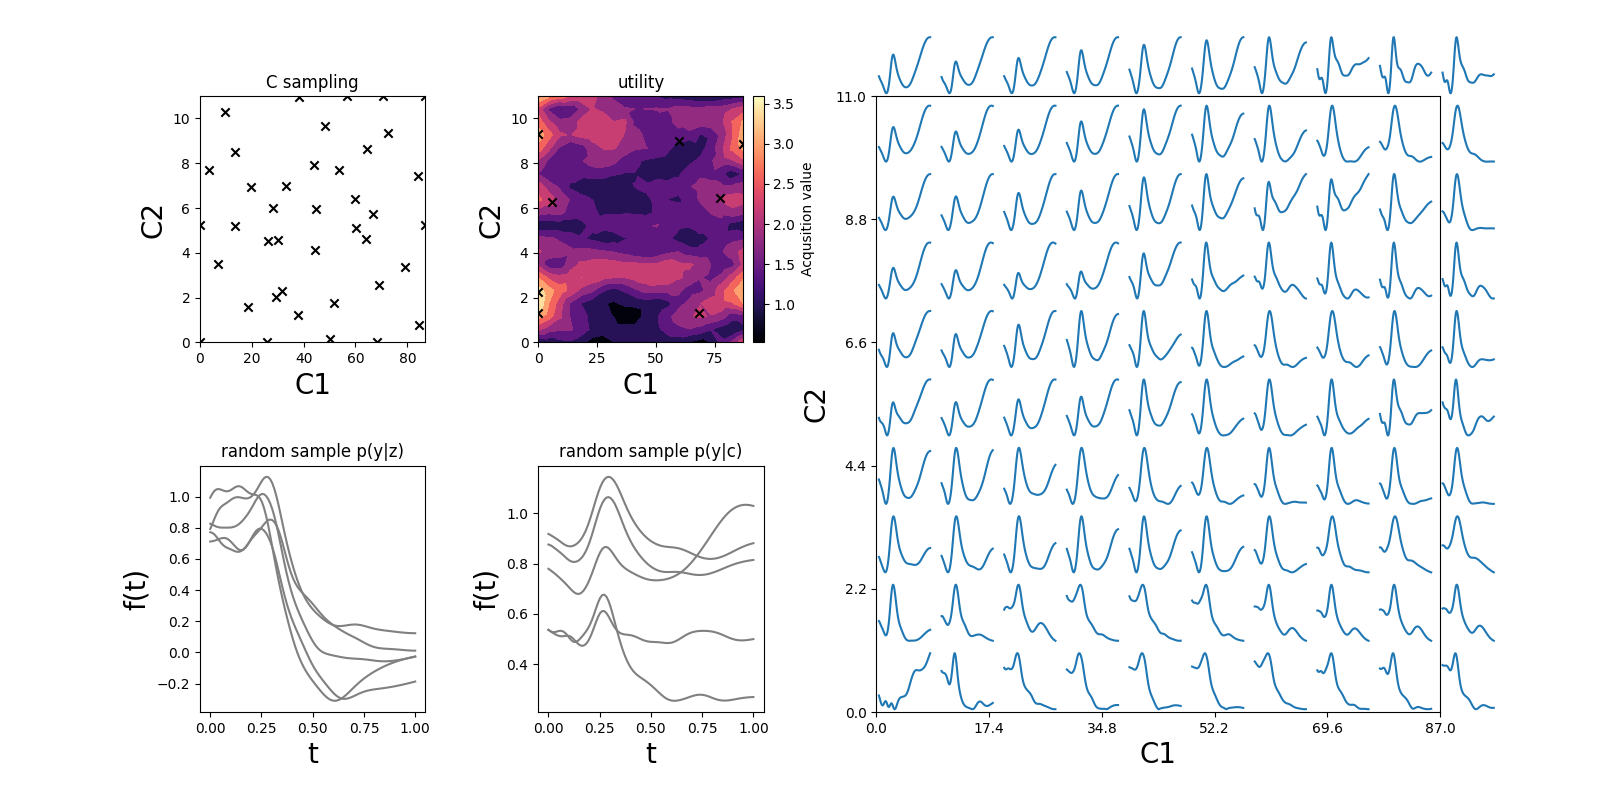 C sampling
10
8
6
4
2
0
C2
0 20 40 60 80
C1
utility
10
8
6
4
2
0
C2
0 25 50 75
C1
3.5
3.0
2.5
2.0
1.5
1.0
Acqusition value
random sample p(y|z)
1.0
0.8
0.6
0.4
0.2
0.0
−0.2
f(t)
0.00 0.25 0.50 0.75 1.00
t
random sample p(y|c)
1.0
0.8
0.6
0.4
f(t)
0.00 0.25 0.50 0.75 1.00
t
11.0
8.8
6.6
4.4
2.2
0.0
C2
0.0 17.4 34.8 52.2 69.6 87.0
C1